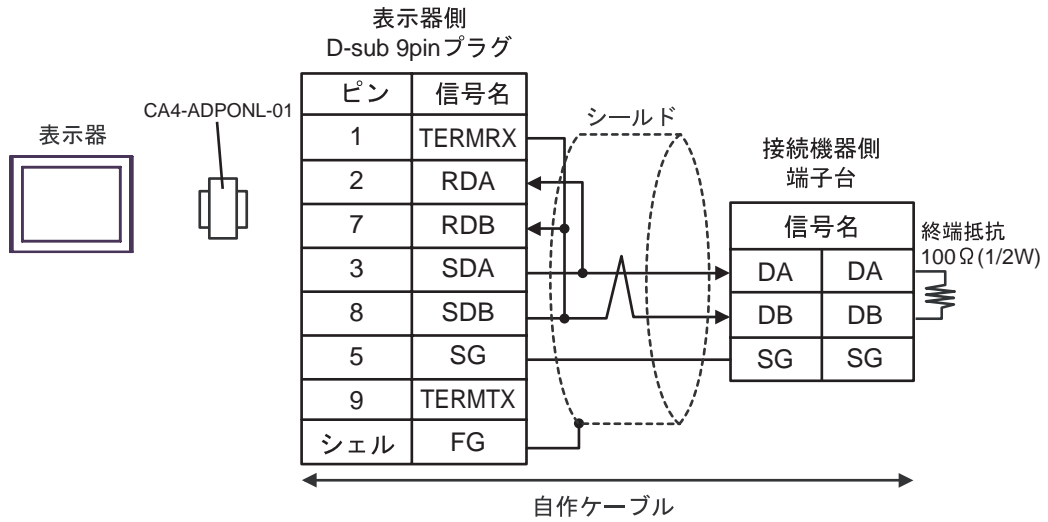 表示器側
D-sub 9pinプラグ
CA4-ADPONL-01
表示器
ピン 信号名
1 TERMRX
2 RDA
7 RDB
3 SDA
8 SDB
5 SG
9 TERMTX
シェル FG
シールド
接続機器側
端子台
信号名
DA DA
DB DB
SG SG
終端抵抗
100Ω(1/2W)
自作ケーブル